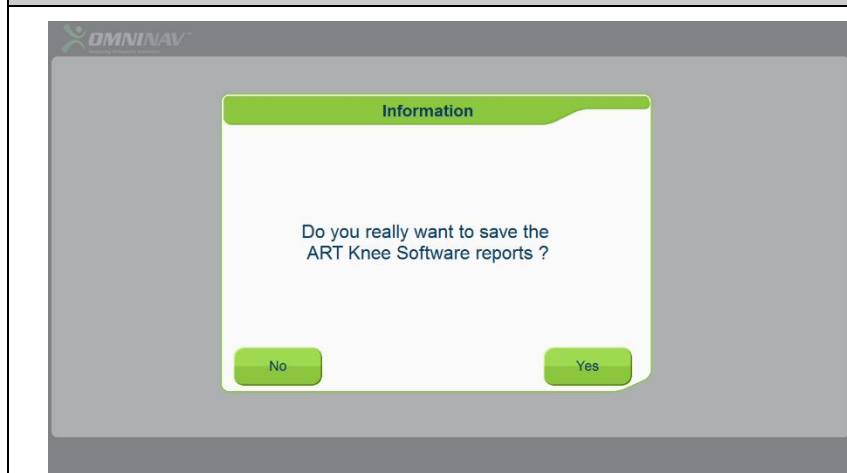 OMNINAV
Information
Do you really want to save the
ART Knee Software reports ?
No
Yes